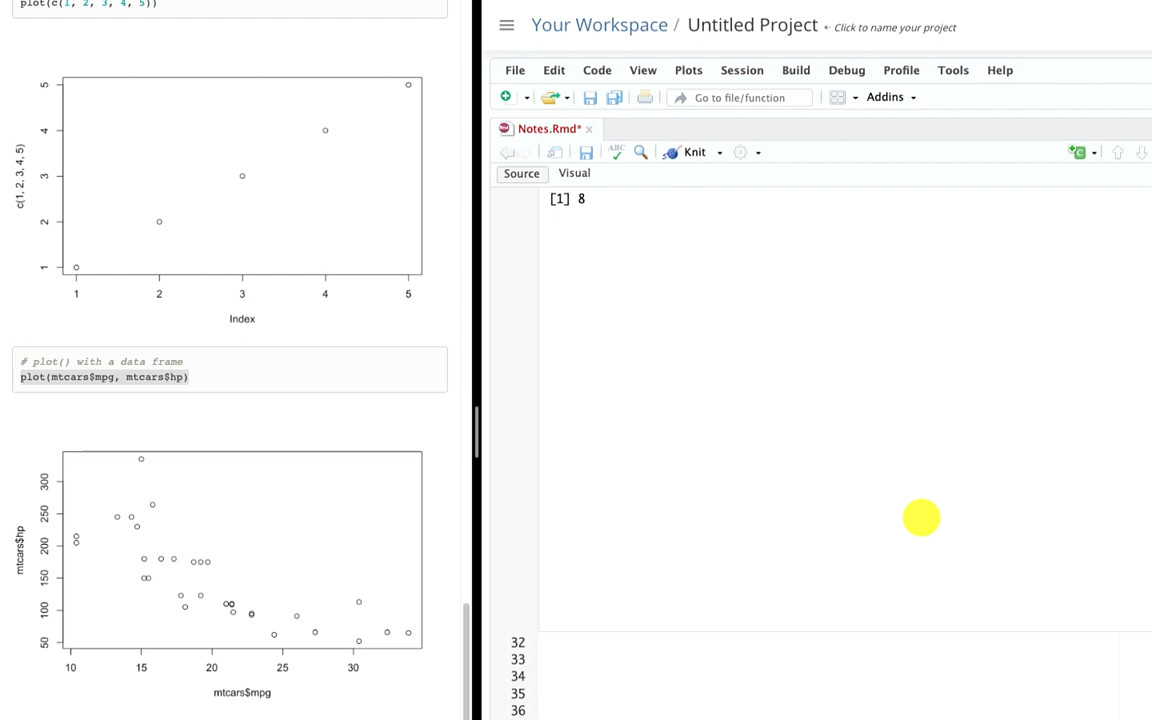 plot(c(1, 2, 3, 4, 5))
5
4
3
2
1
c(1, 2, 3, 4, 5)
1 2 3 4 5
Index
# plot() with a data frame
plot(mtcars$mpg, mtcars$hp)
300
250
200
150
100
50
mtcars$hp
10 15 20 25 30
mtcars$mpg
Your Workspace / Untitled Project ← Click to name your project
File Edit Code View Plots Session Build Debug Profile Tools Help
Go to file/function Addins
Notes.Rmd*
ABC Knit
Source Visual
[1] 8
32
33
34
35
36